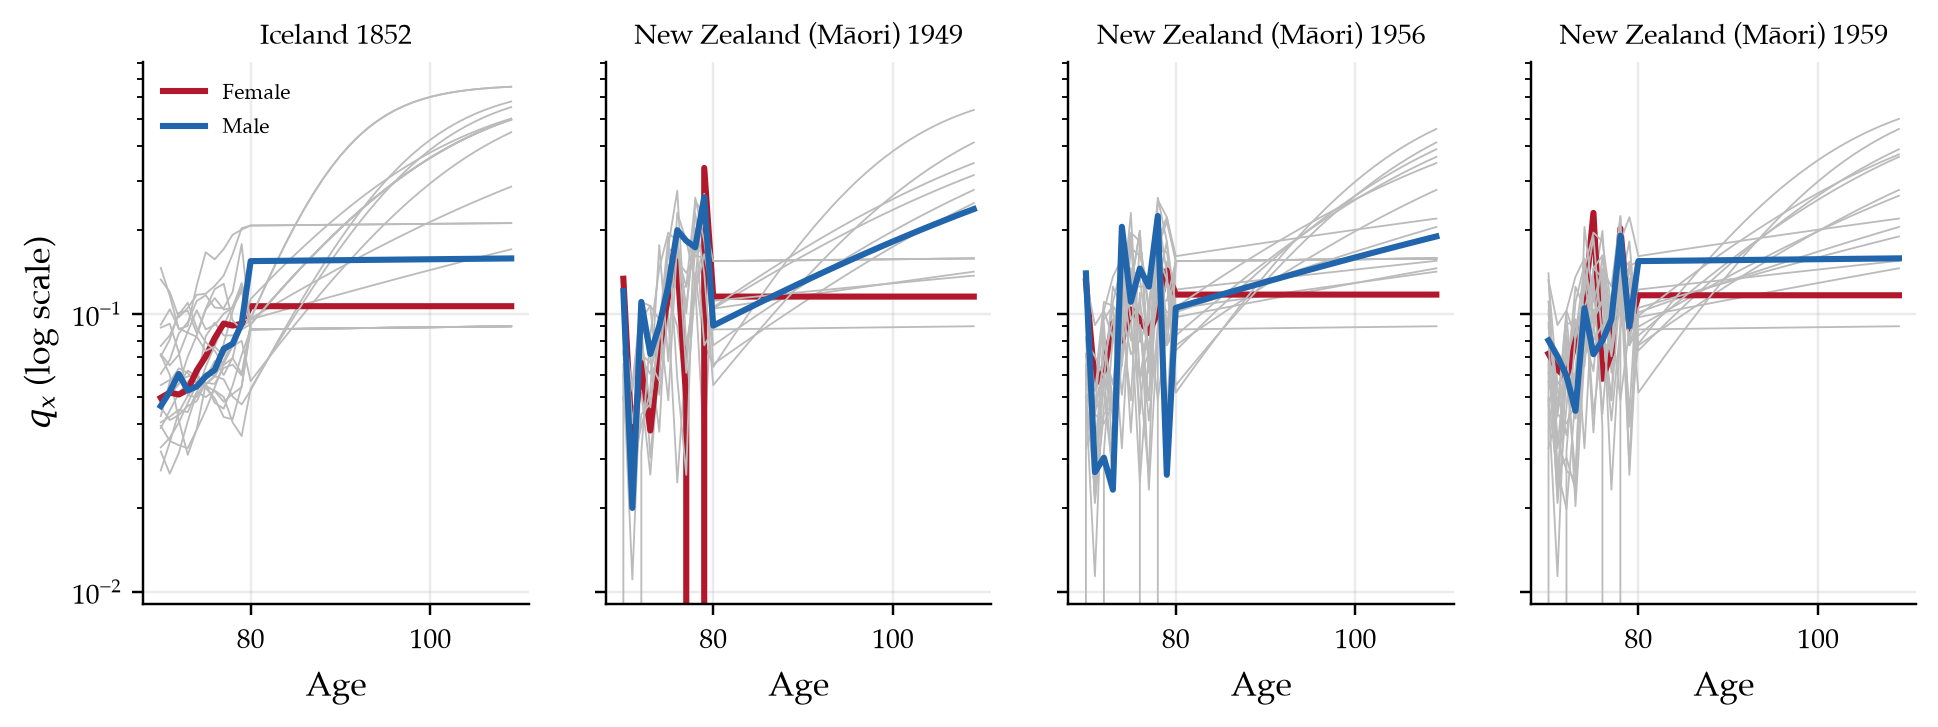 Iceland 1852
New Zealand (Māori) 1949
New Zealand (Māori) 1956
New Zealand (Māori) 1959
Female
Male
qₓ (log scale)
10⁻¹
10⁻²
80 100
80 100
80 100
80 100
Age
Age
Age
Age